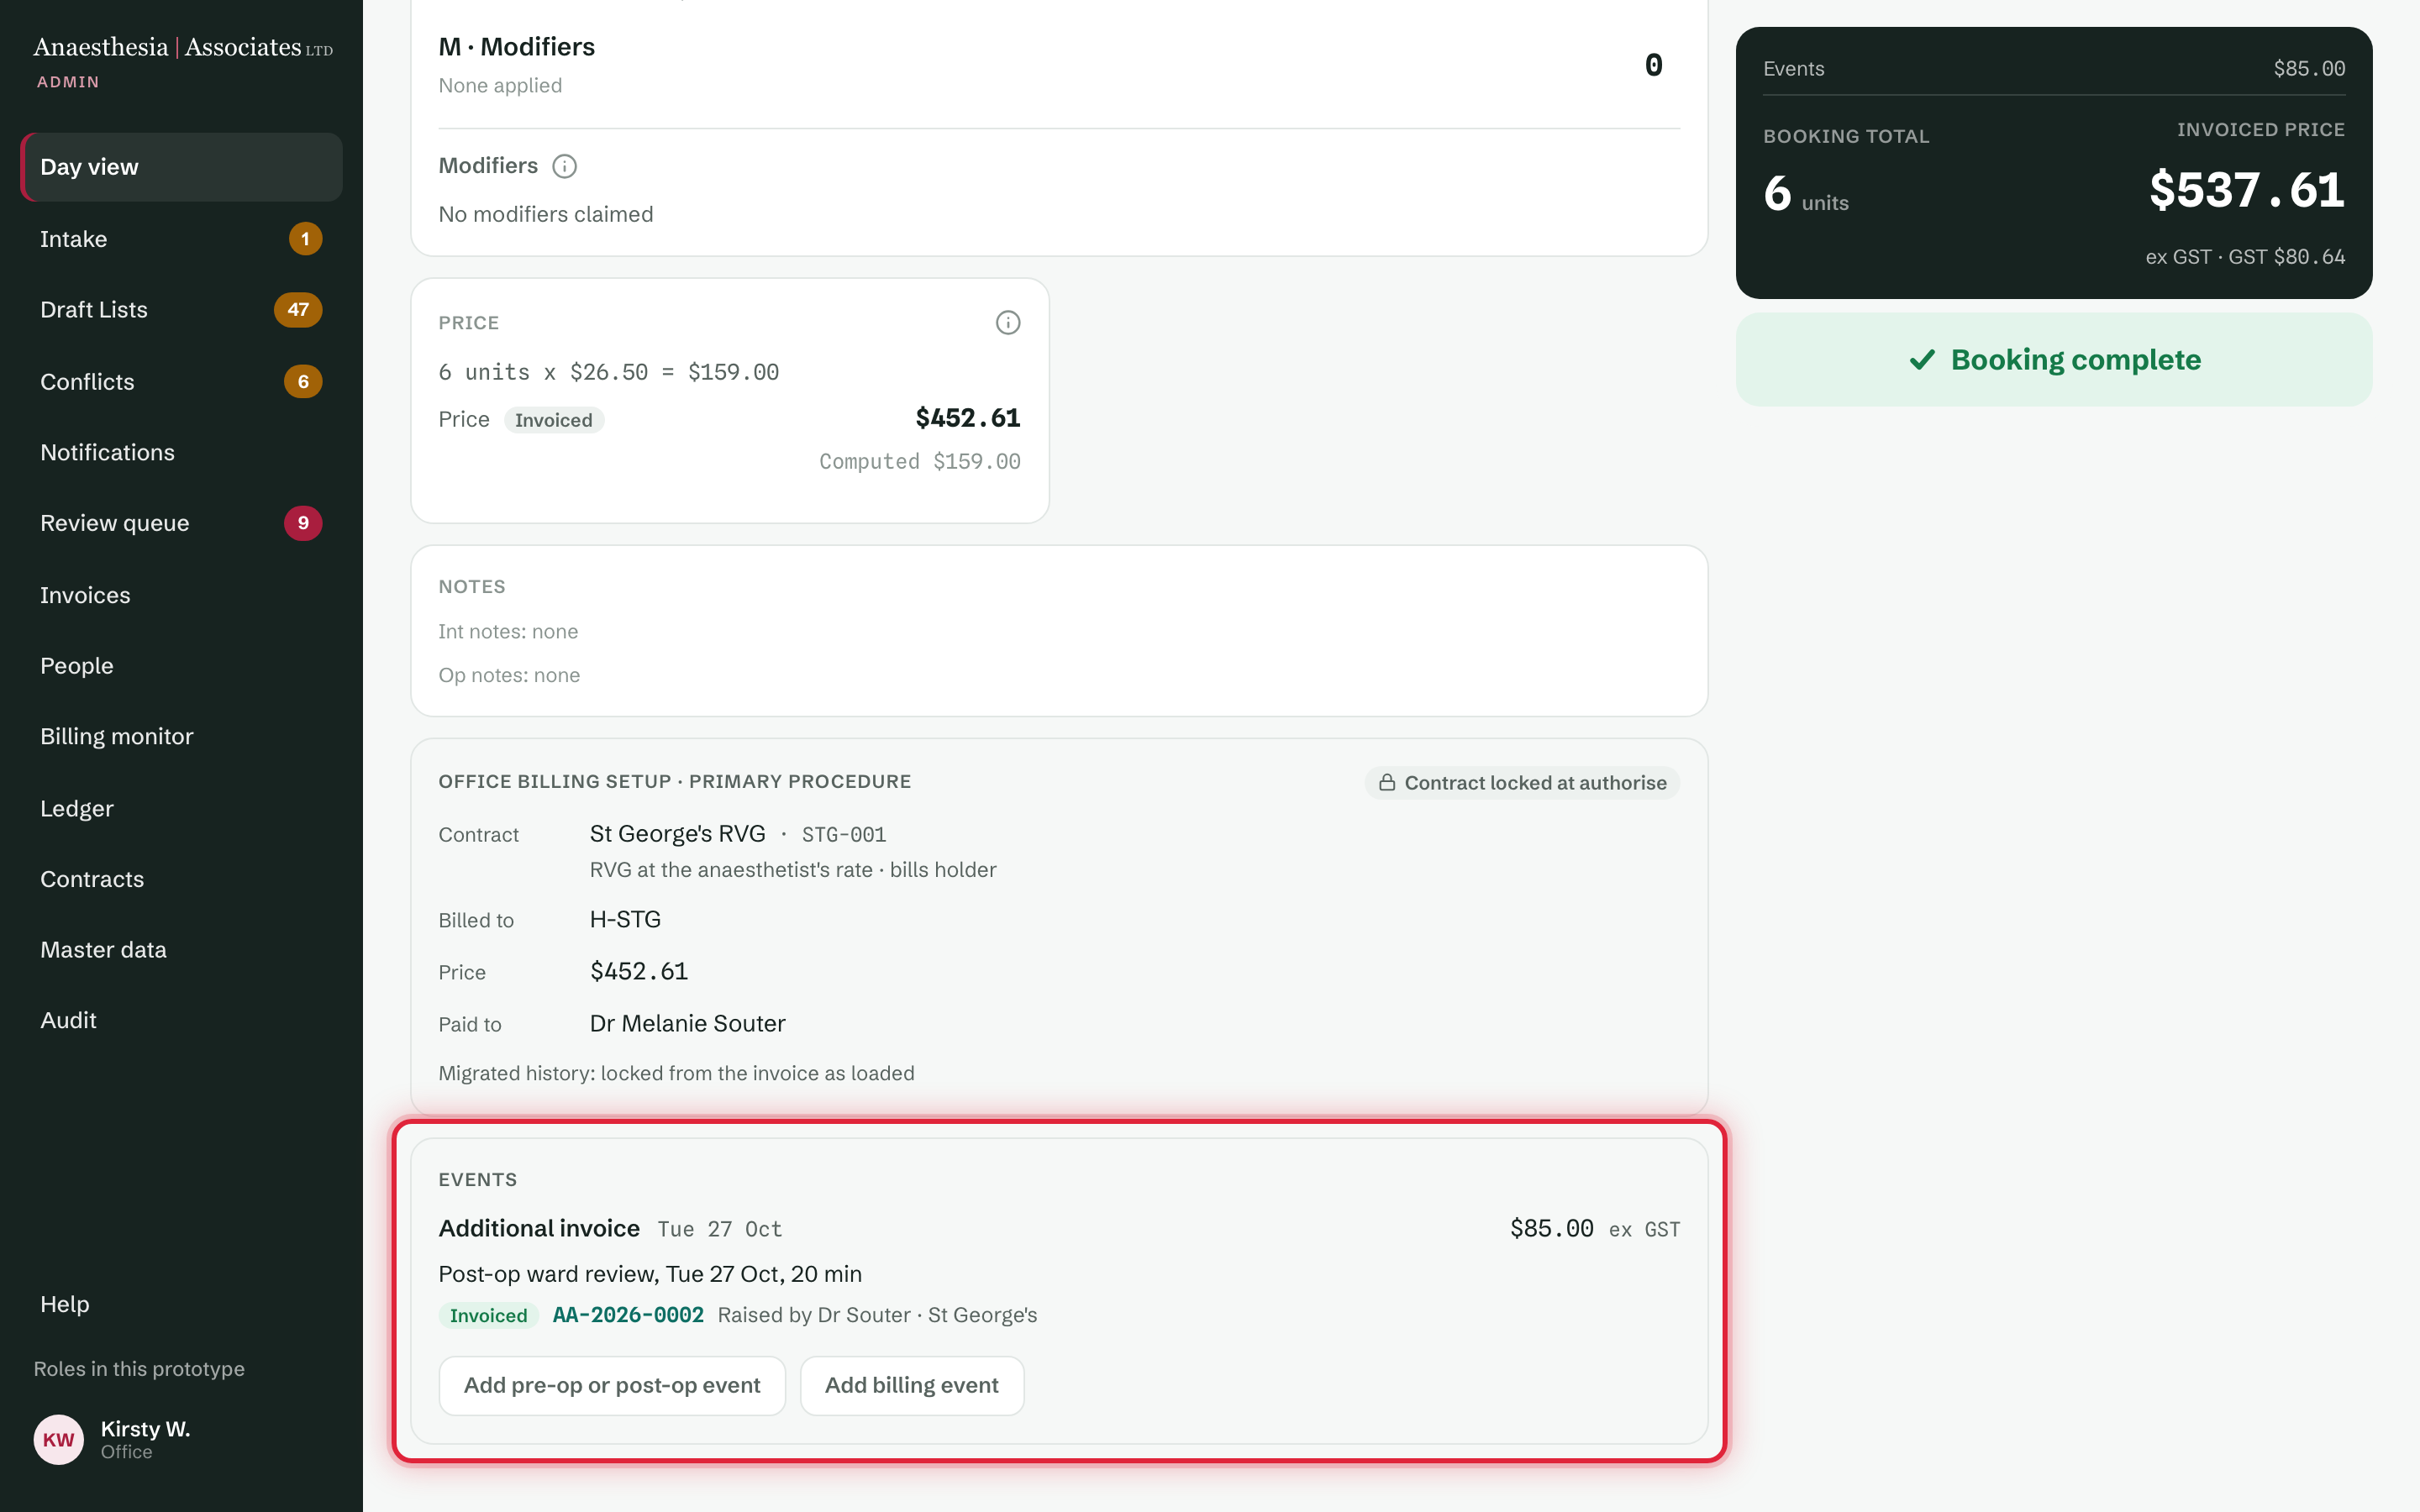 Anaesthesia | Associates LTD
ADMIN
Day view
Intake 1
Draft Lists 47
Conflicts 6
Notifications
Review queue 9
Invoices
People
Billing monitor
Ledger
Contracts
Master data
Audit
Help
Roles in this prototype
KW Kirsty W.
Office
M · Modifiers 0
None applied
Modifiers
No modifiers claimed
PRICE
6 units x $26.50 = $159.00
Price Invoiced $452.61
Computed $159.00
NOTES
Int notes: none
Op notes: none
OFFICE BILLING SETUP · PRIMARY PROCEDURE Contract locked at authorise
Contract St George's RVG · STG-001
RVG at the anaesthetist's rate · bills holder
Billed to H-STG
Price $452.61
Paid to Dr Melanie Souter
Migrated history: locked from the invoice as loaded
EVENTS
Additional invoice Tue 27 Oct $85.00 ex GST
Post-op ward review, Tue 27 Oct, 20 min
Invoiced AA-2026-0002 Raised by Dr Souter · St George's
Add pre-op or post-op event Add billing event
Events $85.00
BOOKING TOTAL INVOICED PRICE
6 units $537.61
ex GST · GST $80.64
Booking complete